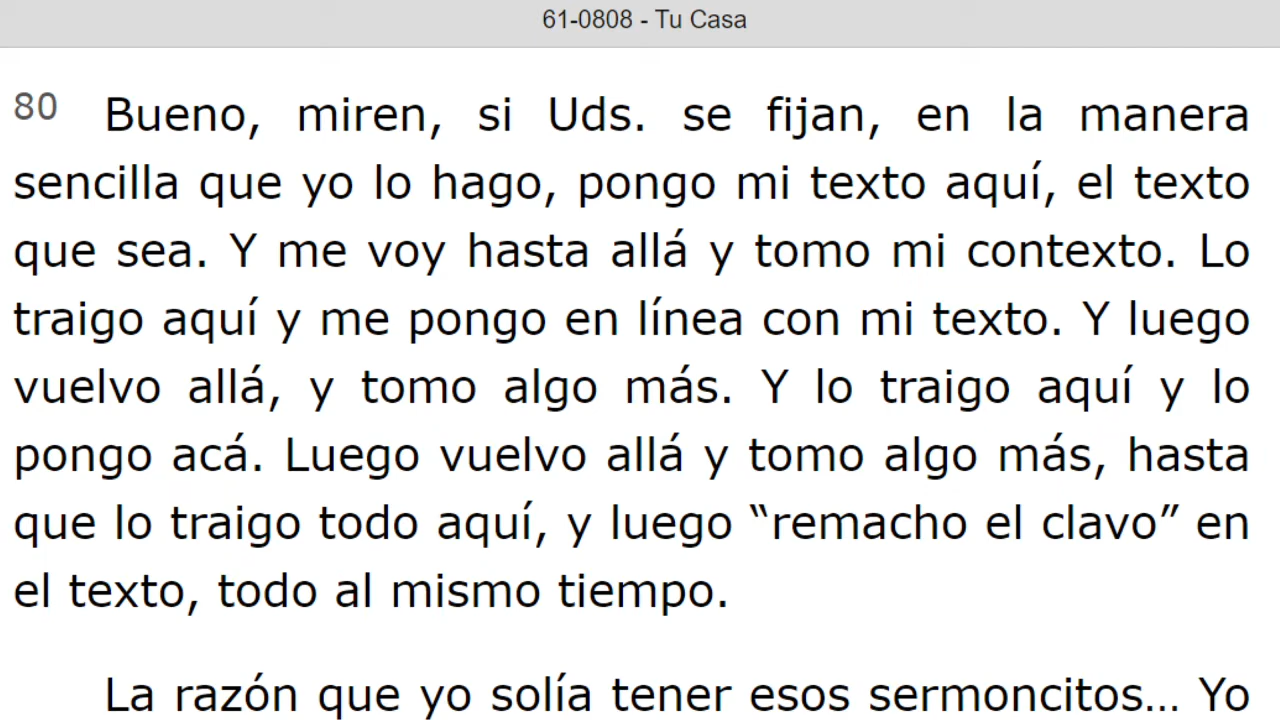 61-0808 - Tu Casa
80 Bueno, miren, si Uds. se fijan, en la manera
sencilla que yo lo hago, pongo mi texto aquí, el texto
que sea. Y me voy hasta allá y tomo mi contexto. Lo
traigo aquí y me pongo en línea con mi texto. Y luego
vuelvo allá, y tomo algo más. Y lo traigo aquí y lo
pongo acá. Luego vuelvo allá y tomo algo más, hasta
que lo traigo todo aquí, y luego “remacho el clavo” en
el texto, todo al mismo tiempo.
La razón que yo solía tener esos sermoncitos... Yo